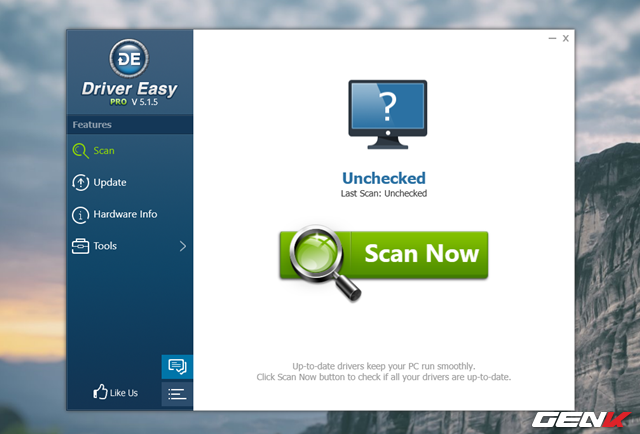 DE
Driver Easy
PRO V 5.1.5
Features
Scan
Update
Hardware Info
Tools
Like Us
?
Unchecked
Last Scan: Unchecked
Scan Now
Up-to-date drivers keep your PC run smoothly.
Click Scan Now button to check if all your drivers are up-to-date.
GENK